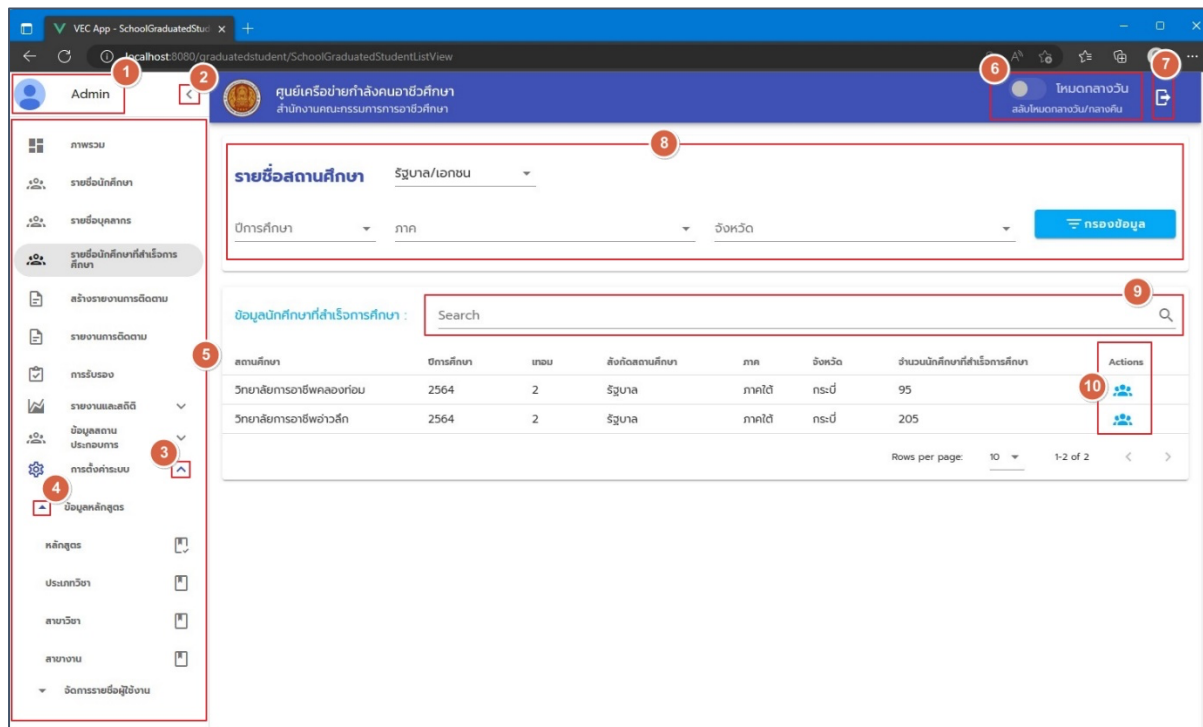 VEC App - SchoolGraduatedStud
localhost:8080/graduatedstudent/SchoolGraduatedStudentListView
1
2
6
7
Admin
ศูนย์เครือข่ายกำลังคนอาชีวศึกษา
สำนักงานคณะกรรมการการอาชีวศึกษา
โหมดกลางวัน
สลับโหมดกลางวัน/กลางคืน
ภาพรวม
รายชื่อนักศึกษา
รายชื่อบุคลากร
รายชื่อนักศึกษาที่สำเร็จการ
ศึกษา
สร้างรายงานการติดตาม
รายงานการติดตาม
5
การรับรอง
รายงานและสถิติ
ข้อมูลสถาน
ประกอบการ
3
การตั้งค่าระบบ
4
ข้อมูลหลักสูตร
หลักสูตร
ประเภทวิชา
สาขาวิชา
สาขางาน
จัดการรายชื่อผู้ใช้งาน
8
รายชื่อสถานศึกษา รัฐบาล/เอกชน
ปีการศึกษา ภาค จังหวัด กรองข้อมูล
9
ข้อมูลนักศึกษาที่สำเร็จการศึกษา : Search
สถานศึกษา ปีการศึกษา เทอม สังกัดสถานศึกษา ภาค จังหวัด จำนวนนักศึกษาที่สำเร็จการศึกษา Actions
วิทยาลัยการอาชีพคลองท่อม 2564 2 รัฐบาล ภาคใต้ กระบี่ 95 10
วิทยาลัยการอาชีพอ่าวลึก 2564 2 รัฐบาล ภาคใต้ กระบี่ 205
Rows per page: 10 1-2 of 2